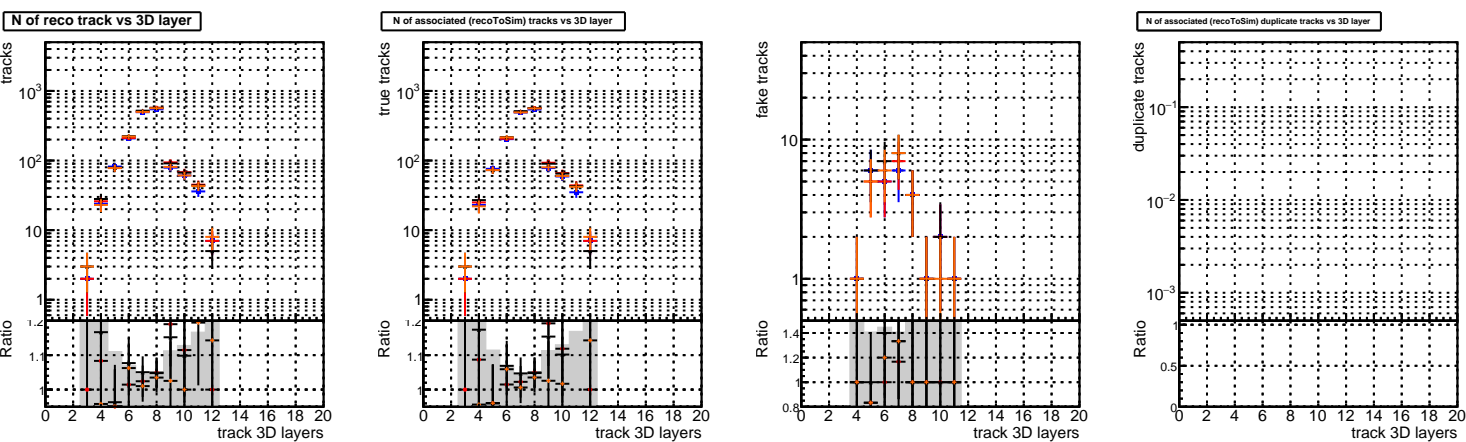 N of reco track vs 3D layer
tracks
10³
10²
10
1
Ratio
1.2
1.1
1
0 2 4 6 8 10 12 14 16 18 20
track 3D layers
N of associated (recoToSim) tracks vs 3D layer
true tracks
10³
10²
10
1
Ratio
1.2
1.1
1
0 2 4 6 8 10 12 14 16 18 20
track 3D layers
fake tracks
10
1
Ratio
1.4
1.2
1
0.8
0 2 4 6 8 10 12 14 16 18 20
track 3D layers
N of associated (recoToSim) duplicate tracks vs 3D layer
duplicate tracks
10⁻¹
10⁻²
10⁻³
Ratio
1
0.5
0
0 2 4 6 8 10 12 14 16 18 20
track 3D layers